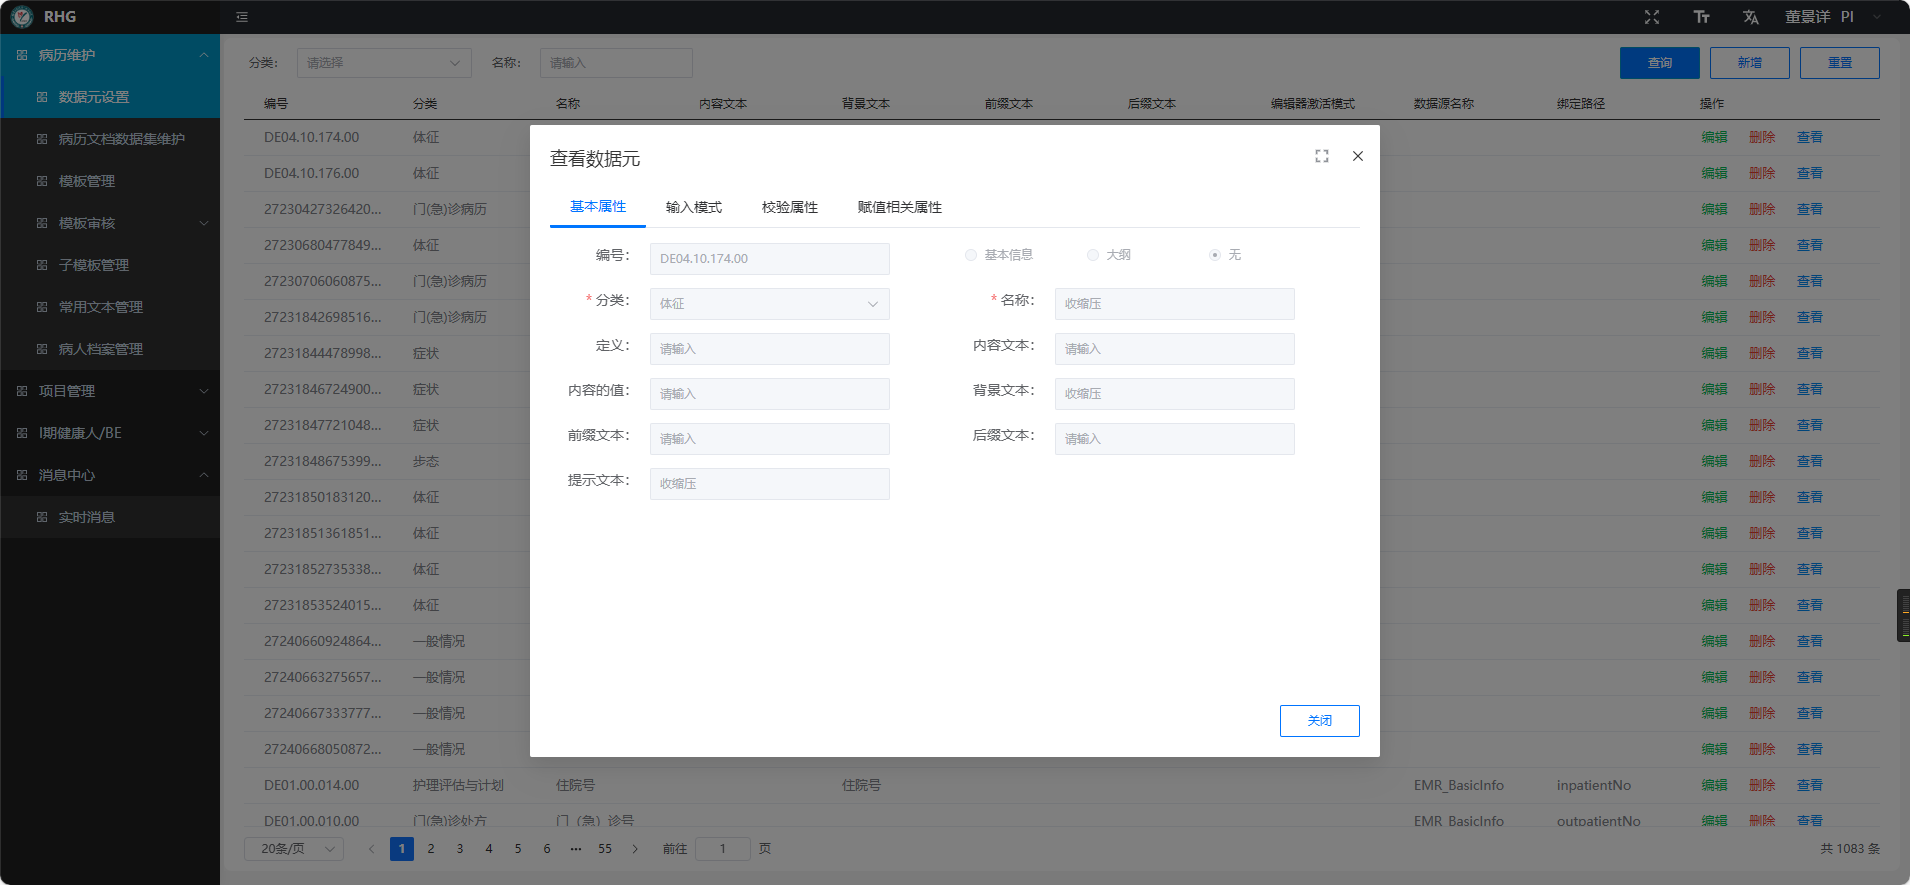 RHG
董景详 PI
病历维护
数据元设置
病历文档数据集维护
模板管理
模板审核
子模板管理
常用文本管理
病人档案管理
项目管理
I期健康人/BE
消息中心
实时消息
分类： 请选择 名称： 请输入 查询 新增 重置
编号 分类 名称 内容文本 背景文本 前缀文本 后缀文本 编辑器激活模式 数据源名称 绑定路径 操作
DE04.10.174.00 体征 编辑 删除 查看
DE04.10.176.00 体征 编辑 删除 查看
27230427326420... 门(急)诊病历 编辑 删除 查看
27230680477849... 体征 编辑 删除 查看
27230706060875... 门(急)诊病历 编辑 删除 查看
27231842698516... 门(急)诊病历 编辑 删除 查看
27231844478998... 症状 编辑 删除 查看
27231846724900... 症状 编辑 删除 查看
27231847721048... 症状 编辑 删除 查看
27231848675399... 步态 编辑 删除 查看
27231850183120... 体征 编辑 删除 查看
27231851361851... 体征 编辑 删除 查看
27231852735338... 体征 编辑 删除 查看
27231853524015... 体征 编辑 删除 查看
27240660924864... 一般情况 编辑 删除 查看
27240663275657... 一般情况 编辑 删除 查看
27240667333777... 一般情况 编辑 删除 查看
27240668050872... 一般情况 编辑 删除 查看
DE01.00.014.00 护理评估与计划 住院号 住院号 EMR_BasicInfo inpatientNo 编辑 删除 查看
DE01.00.010.00 门(急)诊处方 门（急）诊号 EMR_BasicInfo outpatientNo 编辑 删除 查看
20条/页 1 2 3 4 5 6 ••• 55 前往 1 页 共 1083 条
查看数据元
基本属性 输入模式 校验属性 赋值相关属性
编号： DE04.10.174.00 基本信息 大纲 无
* 分类： 体征 * 名称： 收缩压
定义： 请输入 内容文本： 请输入
内容的值： 请输入 背景文本： 收缩压
前缀文本： 请输入 后缀文本： 请输入
提示文本： 收缩压
关闭